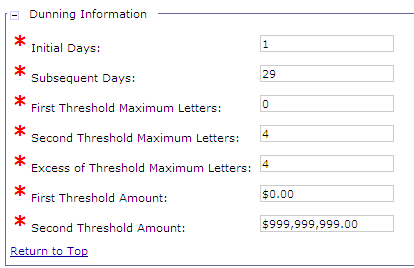 Dunning Information
* Initial Days: 1
* Subsequent Days: 29
* First Threshold Maximum Letters: 0
* Second Threshold Maximum Letters: 4
* Excess of Threshold Maximum Letters: 4
* First Threshold Amount: $0.00
* Second Threshold Amount: $999,999,999.00
Return to Top